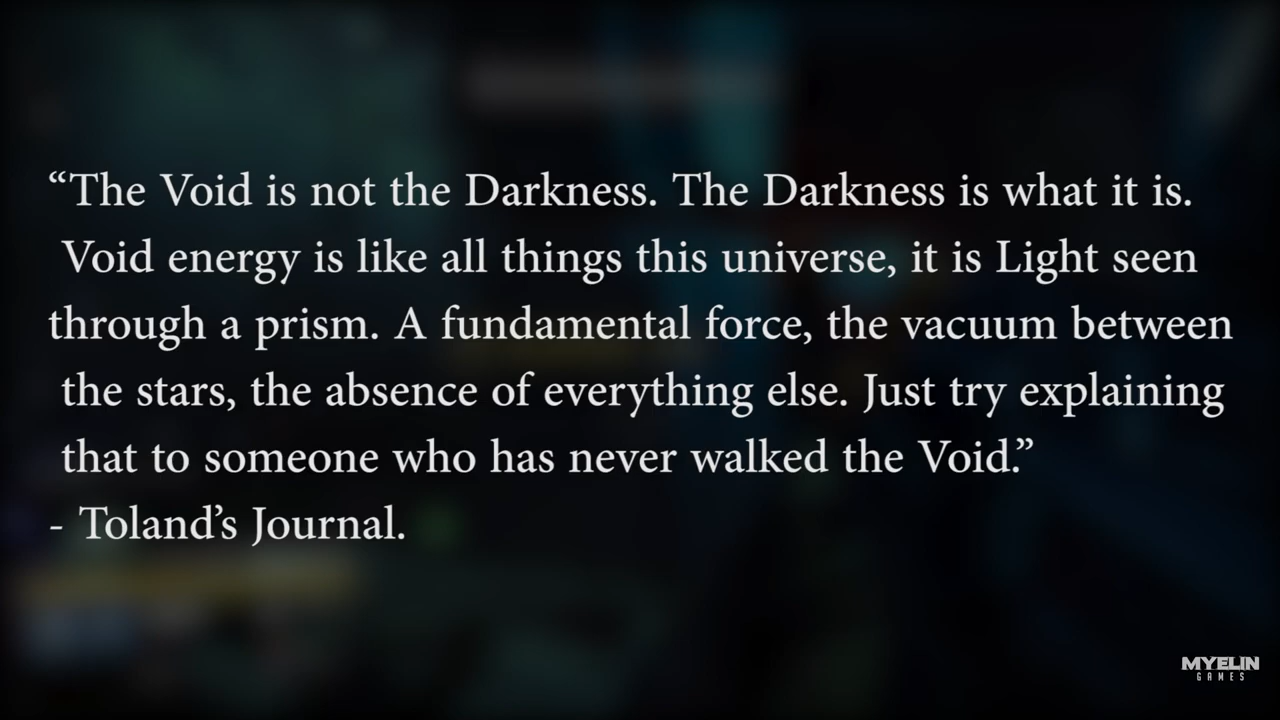 “The Void is not the Darkness. The Darkness is what it is.
Void energy is like all things this universe, it is Light seen
through a prism. A fundamental force, the vacuum between
the stars, the absence of everything else. Just try explaining
that to someone who has never walked the Void.”
- Toland’s Journal.
MYELIN
GAMES